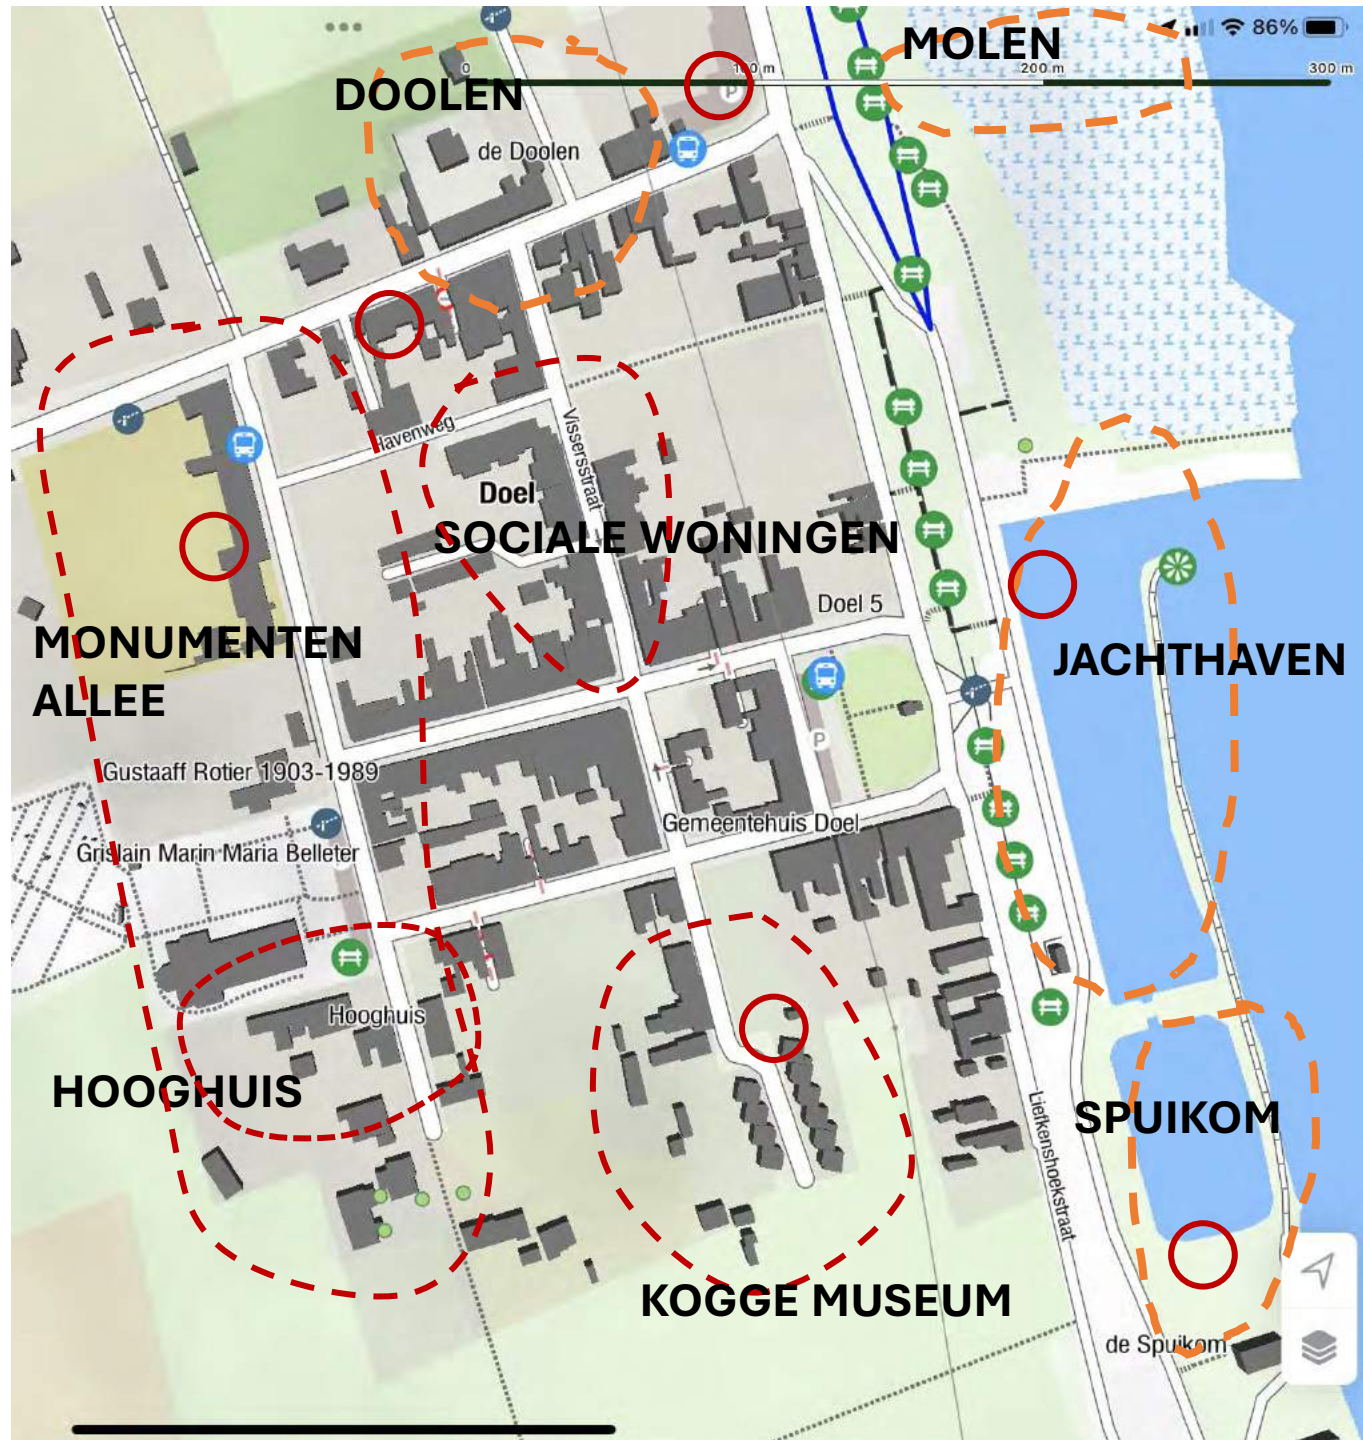 86%
MOLEN
0
100 m
200 m
300 m
DOOLEN
P
de Doolen
Havenweg
Vissersstraat
Doel
SOCIALE WONINGEN
Doel 5
MONUMENTEN
ALLEE
JACHTHAVEN
P
Gustaaff Rotier 1903-1989
Gemeentehuis Doel
Grislain Marin Maria Belleter
Hooghuis
HOOGHUIS
SPUIKOM
Liefkenshoekstraat
KOGGE MUSEUM
de Spuikom